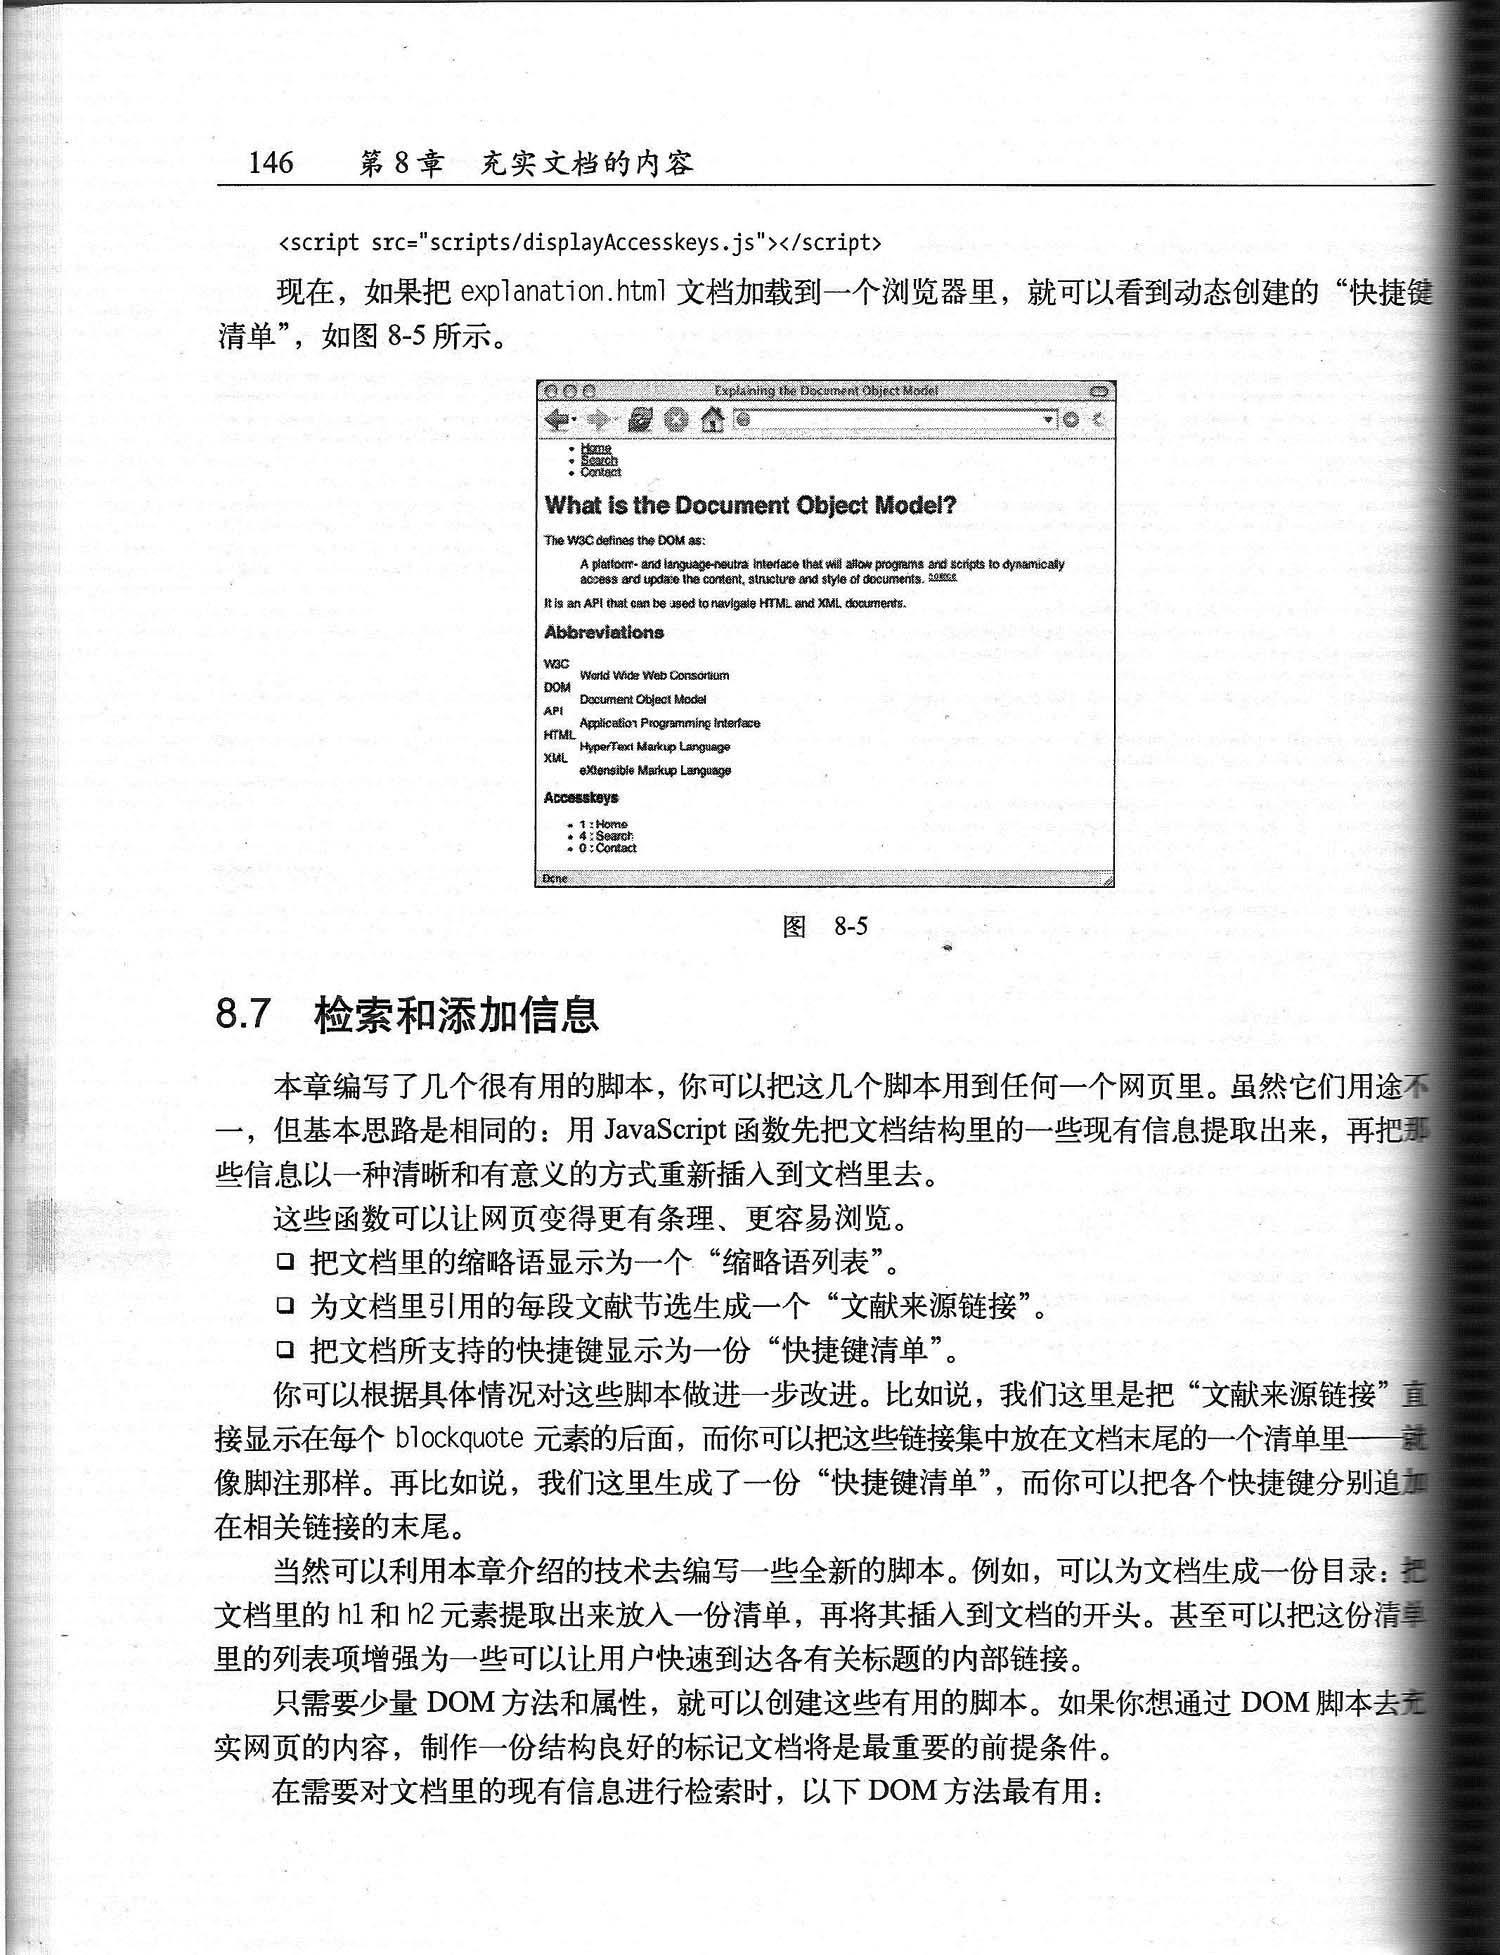 146 第 8 章 充实文档的内容
<script src="scripts/displayAccesskeys.js"></script>
现在，如果把 explanation.html 文档加载到一个浏览器里，就可以看到动态创建的“快捷键
清单”，如图 8-5 所示。
Explaining the Document Object Model
Home
Search
Contact
What is the Document Object Model?
The W3C defines the DOM as:
A platform- and language-neutral interface that will allow programs and scripts to dynamically
access and update the content, structure and style of documents. source
It is an API that can be used to navigate HTML and XML documents.
Abbreviations
W3C
World Wide Web Consortium
DOM
Document Object Model
API
Application Programming Interface
HTML
HyperText Markup Language
XML
eXtensible Markup Language
Accesskeys
1 : Home
4 : Search
0 : Contact
Done
图 8-5
8.7 检索和添加信息
本章编写了几个很有用的脚本，你可以把这几个脚本用到任何一个网页里。虽然它们用途不
一，但基本思路是相同的：用 JavaScript 函数先把文档结构里的一些现有信息提取出来，再把那
些信息以一种清晰和有意义的方式重新插入到文档里去。
这些函数可以让网页变得更有条理、更容易浏览。
❑ 把文档里的缩略语显示为一个“缩略语列表”。
❑ 为文档里引用的每段文献节选生成一个“文献来源链接”。
❑ 把文档所支持的快捷键显示为一份“快捷键清单”。
你可以根据具体情况对这些脚本做进一步改进。比如说，我们这里是把“文献来源链接”直
接显示在每个 blockquote 元素的后面，而你可以把这些链接集中放在文档末尾的一个清单里——就
像脚注那样。再比如说，我们这里生成了一份“快捷键清单”，而你可以把各个快捷键分别追加
在相关链接的末尾。
当然可以利用本章介绍的技术去编写一些全新的脚本。例如，可以为文档生成一份目录：把
文档里的 h1 和 h2 元素提取出来放入一份清单，再将其插入到文档的开头。甚至可以把这份清单
里的列表项增强为一些可以让用户快速到达各有关标题的内部链接。
只需要少量 DOM 方法和属性，就可以创建这些有用的脚本。如果你想通过 DOM 脚本去充
实网页的内容，制作一份结构良好的标记文档将是最重要的前提条件。
在需要对文档里的现有信息进行检索时，以下 DOM 方法最有用：